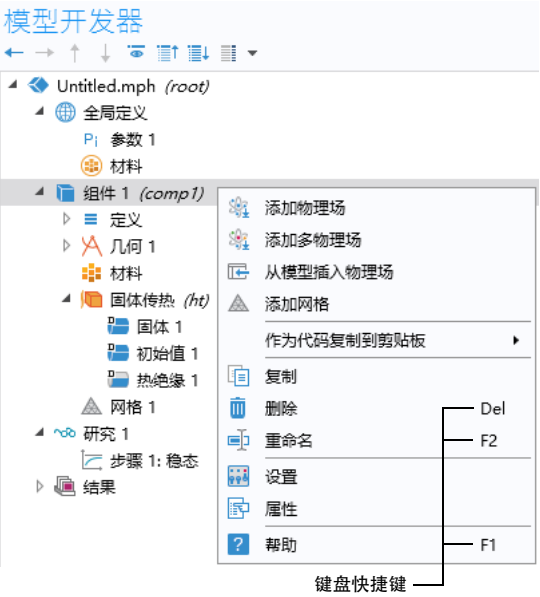 模型开发器
Untitled.mph (root)
全局定义
Pi 参数 1
材料
组件 1 (comp1)
定义
几何 1
材料
固体传热 (ht)
固体 1
初始值 1
热绝缘 1
网格 1
研究 1
步骤 1: 稳态
结果
添加物理场
添加多物理场
从模型插入物理场
添加网格
作为代码复制到剪贴板
复制
删除 Del
重命名 F2
设置
属性
? 帮助 F1
键盘快捷键